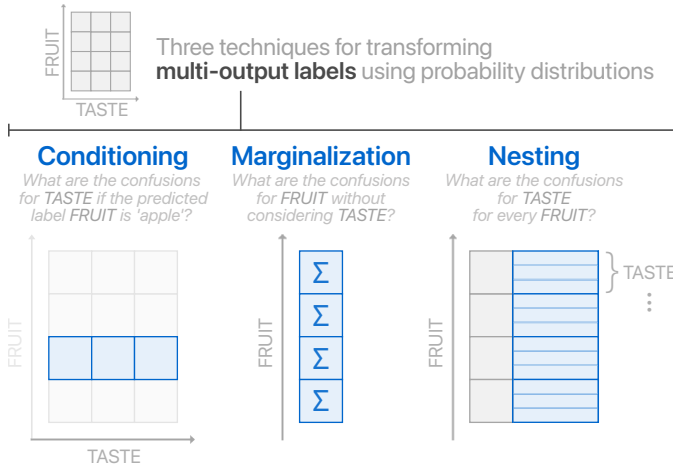 FRUIT
TASTE
Three techniques for transforming
multi-output labels using probability distributions
Conditioning
What are the confusions
for TASTE if the predicted
label FRUIT is 'apple'?
FRUIT
TASTE
Marginalization
What are the confusions
for FRUIT without
considering TASTE?
FRUIT
Σ
Σ
Σ
Σ
Nesting
What are the confusions
for TASTE
for every FRUIT?
FRUIT
TASTE
⋮